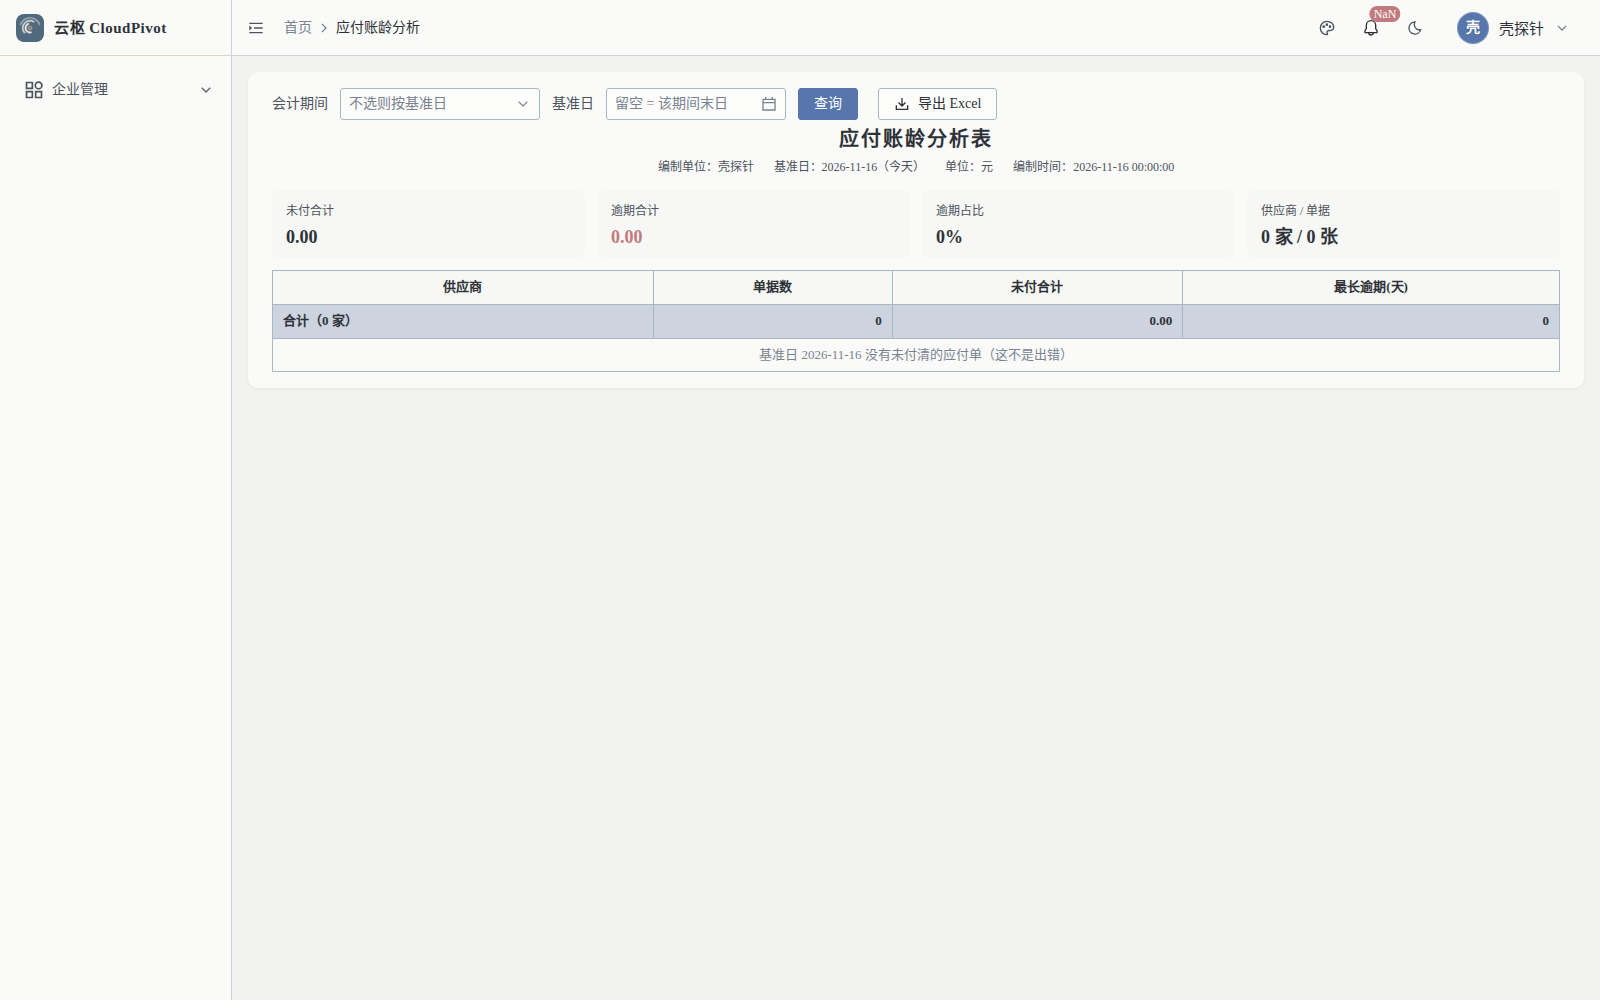 云枢 CloudPivot
首页 应付账龄分析
NaN
壳 壳探针
企业管理
会计期间 不选则按基准日 基准日 留空 = 该期间末日 查询 导出 Excel
应付账龄分析表
编制单位：壳探针 基准日：2026-11-16（今天） 单位：元 编制时间：2026-11-16 00:00:00
未付合计 逾期合计 逾期占比 供应商 / 单据
0.00 0.00 0% 0 家 / 0 张
供应商 单据数 未付合计 最长逾期(天)
合计（0 家） 0 0.00 0
基准日 2026-11-16 没有未付清的应付单（这不是出错）